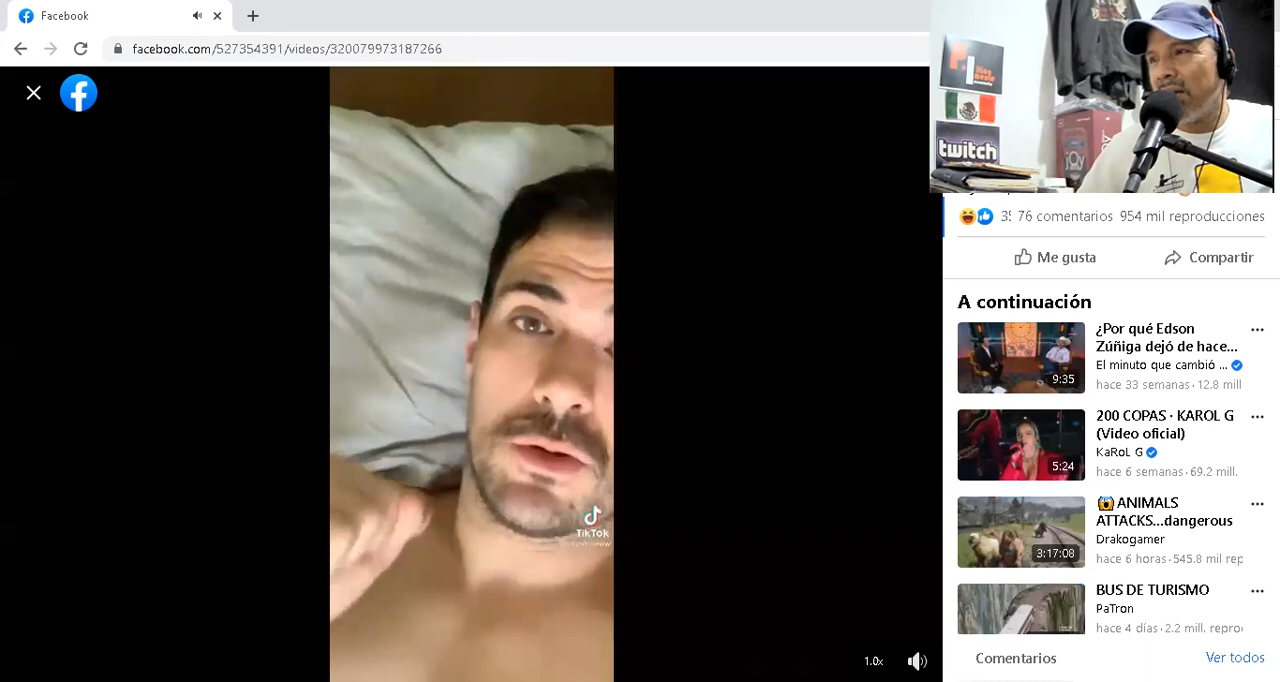 Facebook
facebook.com/527354391/videos/320079973187266
twitch
76 comentarios 954 mil reproducciones
Me gusta
Compartir
A continuación
¿Por qué Edson
Zúñiga dejó de hace...
El minuto que cambió ...
hace 33 semanas · 12.8 mill
9:35
200 COPAS · KAROL G
(Video oficial)
KaRoL G
hace 6 semanas · 69.2 mill.
5:24
ANIMALS
ATTACKS...dangerous
Drakogamer
hace 6 horas · 545.8 mil rep
3:17:08
BUS DE TURISMO
PaTron
hace 4 días · 2.2 mill. repro
Comentarios
Ver todos
TikTok
1.0x